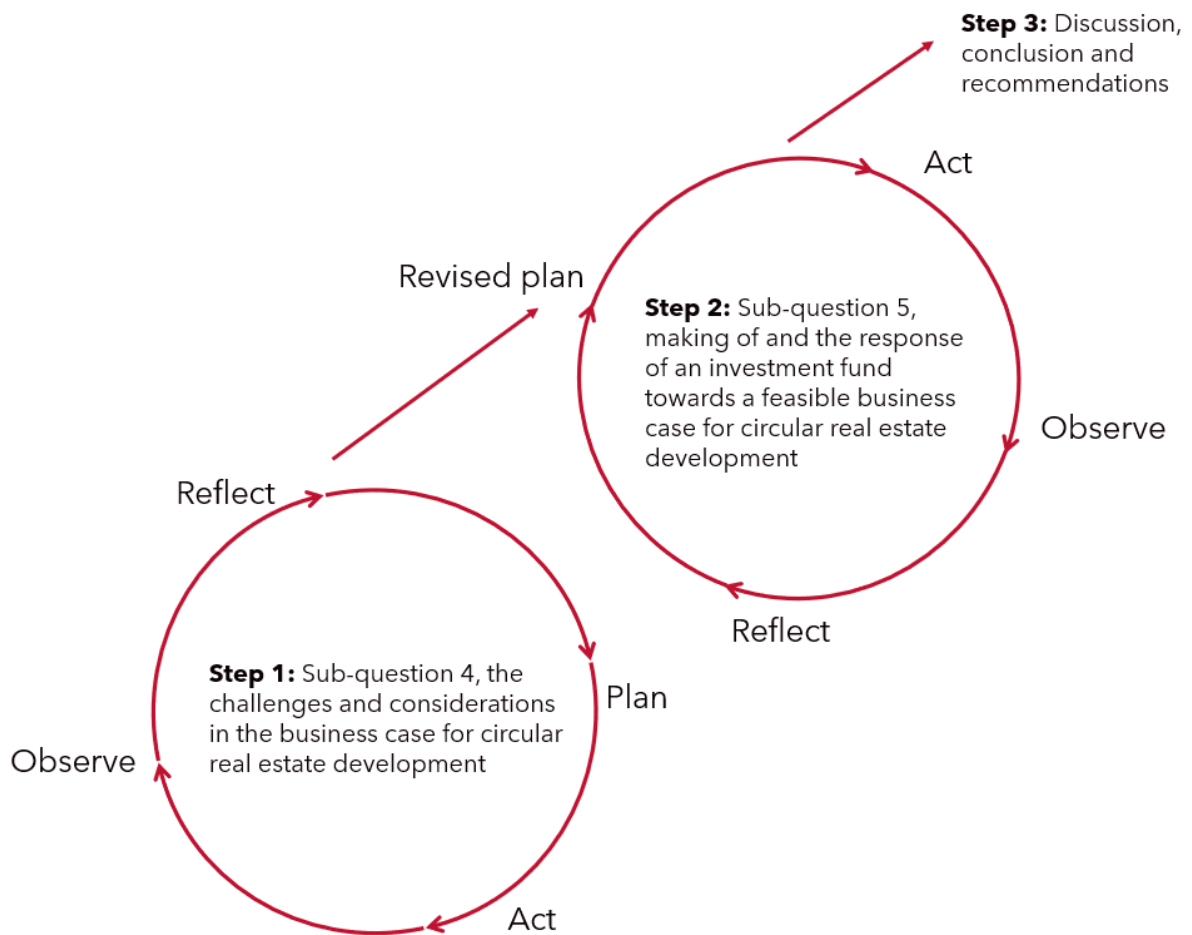 Step 3: Discussion,
conclusion and
recommendations
Act
Revised plan
Step 2: Sub-question 5,
making of and the response
of an investment fund
towards a feasible business
case for circular real estate
development
Observe
Reflect
Reflect
Step 1: Sub-question 4, the
challenges and considerations
in the business case for circular
real estate development
Plan
Observe
Act